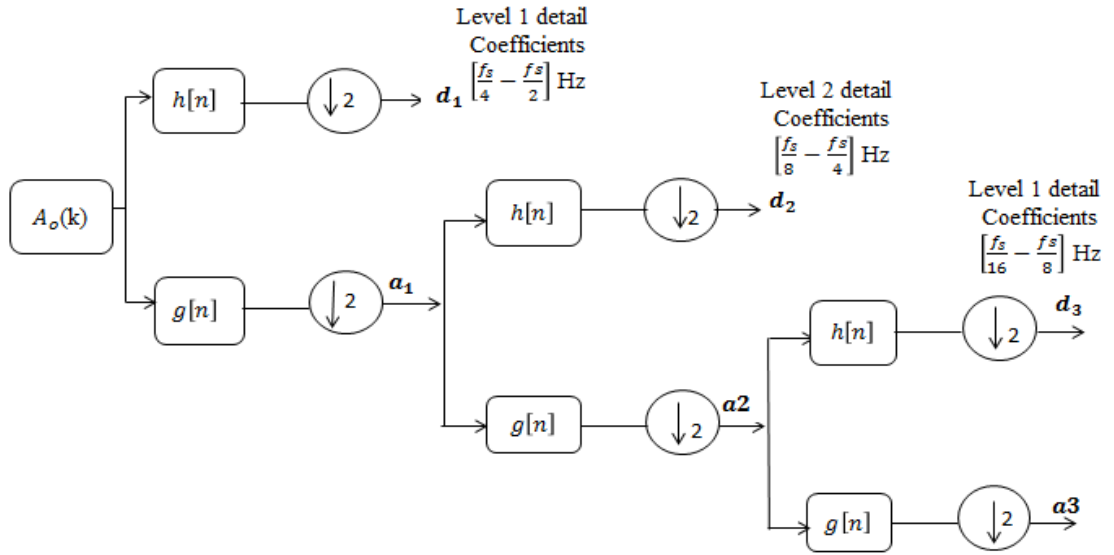 Level 1 detail
Coefficients
[fs/4 − fs/2] Hz
h[n]
↓2
d₁
Level 2 detail
Coefficients
[fs/8 − fs/4] Hz
Aₒ(k)
h[n]
↓2
d₂
Level 1 detail
Coefficients
[fs/16 − fs/8] Hz
g[n]
↓2
a₁
h[n]
↓2
d₃
g[n]
↓2
a2
g[n]
↓2
a3